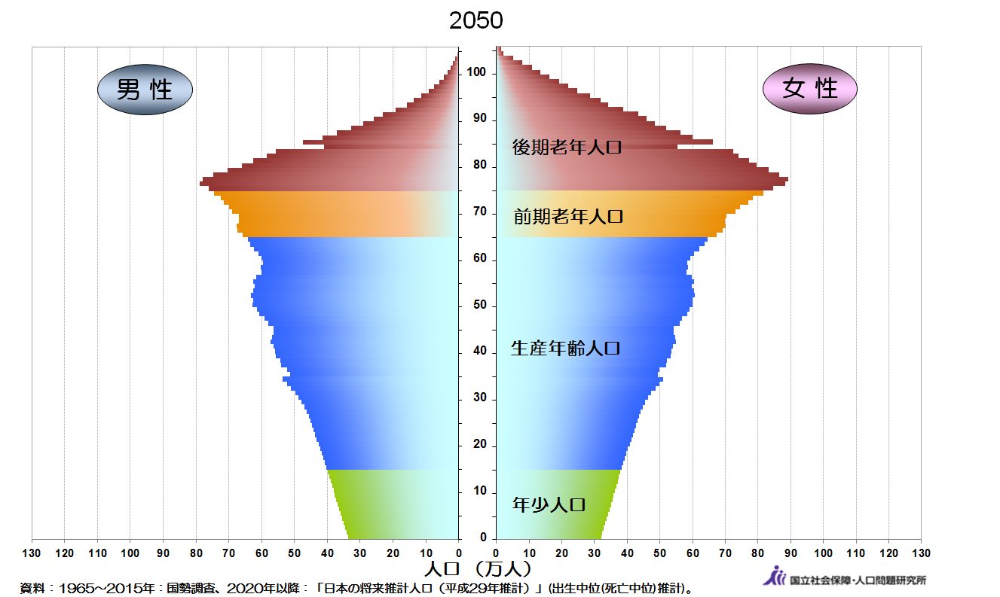 2050
男 性
女 性
100
90
80
70
60
50
40
30
20
10
0
後期老年人口
前期老年人口
生産年齢人口
年少人口
130 120 110 100 90 80 70 60 50 40 30 20 10 0
0 10 20 30 40 50 60 70 80 90 100 110 120 130
人口 （万人）
資料：1965～2015年：国勢調査、2020年以降：「日本の将来推計人口（平成29年推計）」(出生中位(死亡中位)推計)。
国立社会保障・人口問題研究所